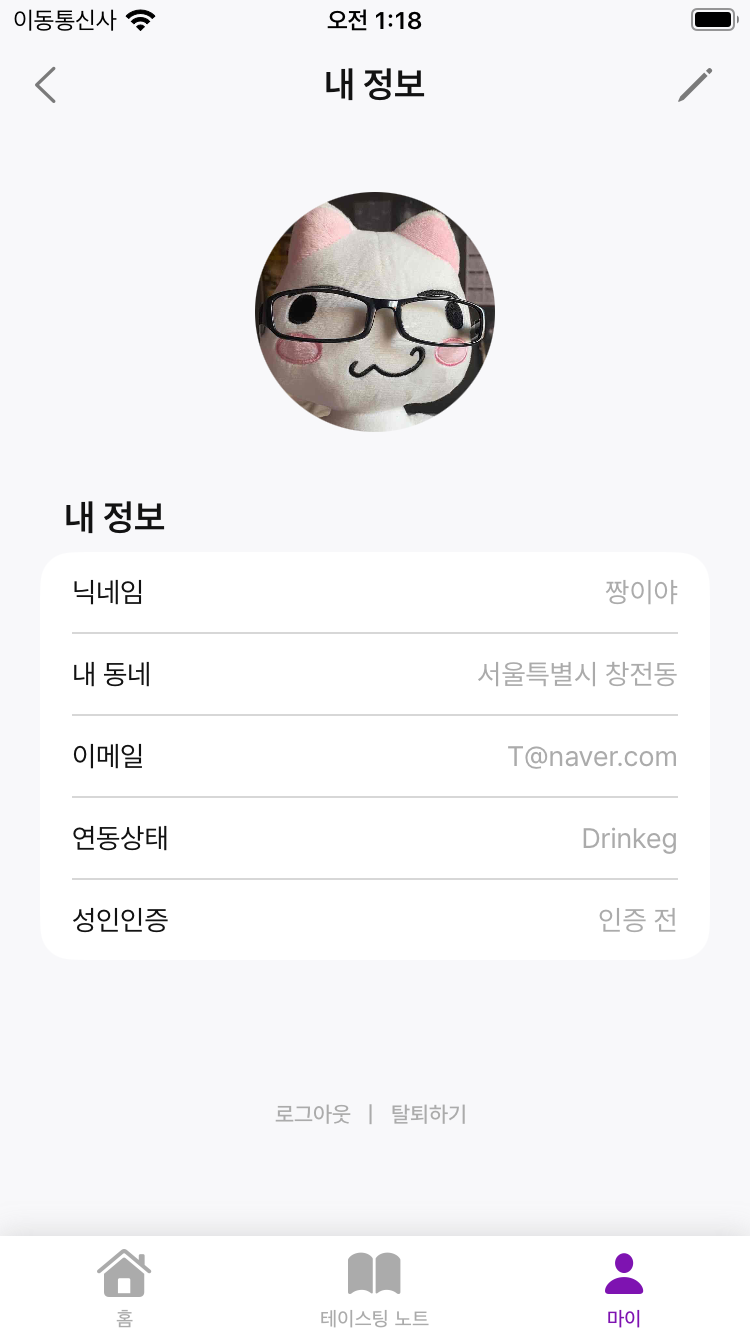 이동통신사 오전 1:18
내 정보
내 정보
닉네임 짱이야
내 동네 서울특별시 창전동
이메일 T@naver.com
연동상태 Drinkeg
성인인증 인증 전
로그아웃 | 탈퇴하기
홈 테이스팅 노트 마이